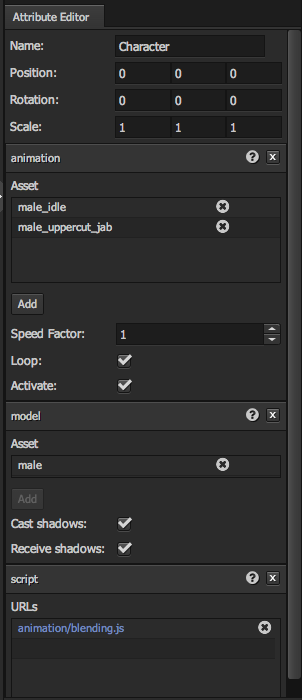 Attribute Editor
Name: Character
Position: 0 0 0
Rotation: 0 0 0
Scale: 1 1 1
animation ? x
Asset
male_idle
male_uppercut_jab
Add
Speed Factor: 1
Loop:
Activate:
model ? x
Asset
male
Add
Cast shadows:
Receive shadows:
script ? x
URLs
animation/blending.js